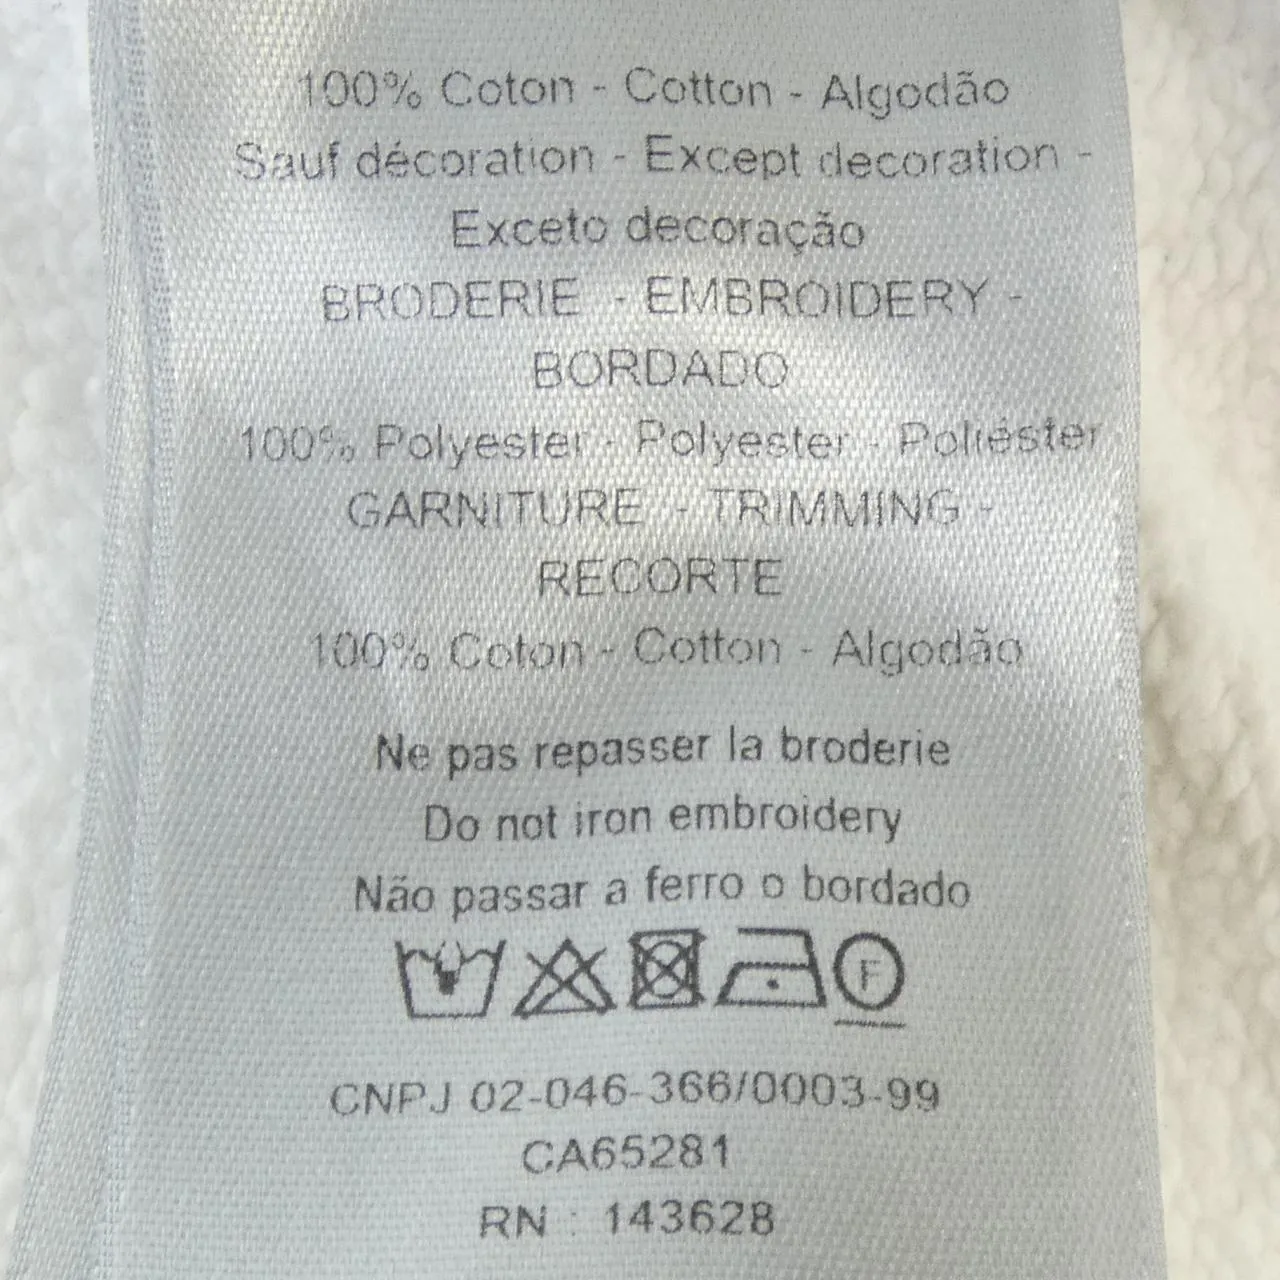 100% Coton - Cotton - Algodão
Sauf décoration - Except decoration -
Exceto decoração
BRODERIE - EMBROIDERY -
BORDADO
100% Polyester - Polyester - Poliéster
GARNITURE - TRIMMING -
RECORTE
100% Coton - Cotton - Algodão
Ne pas repasser la broderie
Do not iron embroidery
Não passar a ferro o bordado
F
CNPJ 02-046-366/0003-99
CA65281
RN : 143628